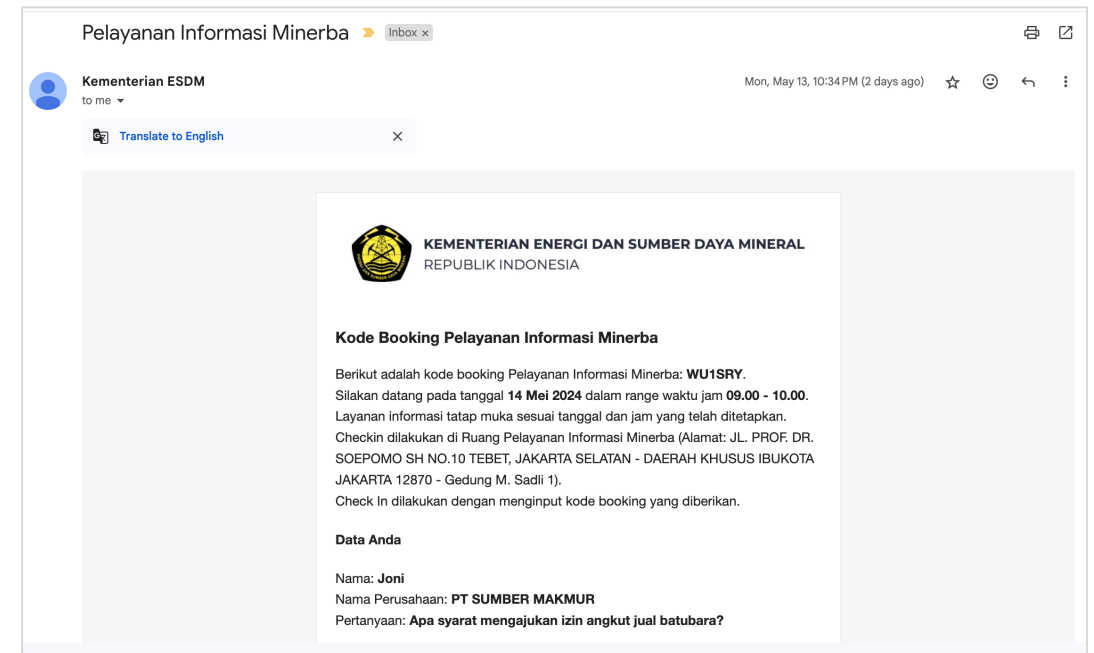 Pelayanan Informasi Minerba
Inbox ×
Kementerian ESDM
Mon, May 13, 10:34 PM (2 days ago)
to me
Translate to English
KEMENTERIAN ENERGI DAN SUMBER DAYA MINERAL
REPUBLIK INDONESIA
Kode Booking Pelayanan Informasi Minerba
Berikut adalah kode booking Pelayanan Informasi Minerba: WU1SRY.
Silakan datang pada tanggal 14 Mei 2024 dalam range waktu jam 09.00 - 10.00.
Layanan informasi tatap muka sesuai tanggal dan jam yang telah ditetapkan.
Checkin dilakukan di Ruang Pelayanan Informasi Minerba (Alamat: JL. PROF. DR.
SOEPOMO SH NO.10 TEBET, JAKARTA SELATAN - DAERAH KHUSUS IBUKOTA
JAKARTA 12870 - Gedung M. Sadli 1).
Check In dilakukan dengan menginput kode booking yang diberikan.
Data Anda
Nama: Joni
Nama Perusahaan: PT SUMBER MAKMUR
Pertanyaan: Apa syarat mengajukan izin angkut jual batubara?